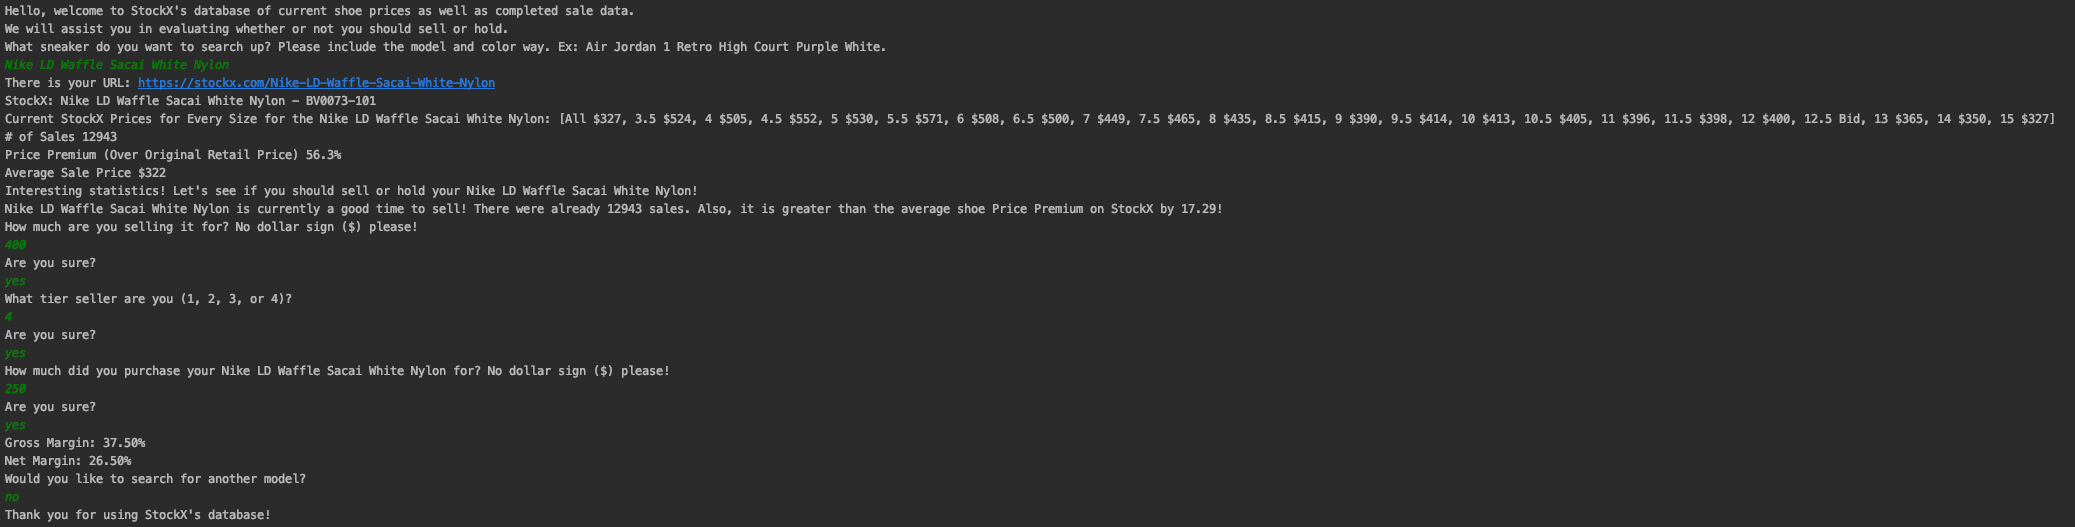 Hello, welcome to StockX's database of current shoe prices as well as completed sale data.
We will assist you in evaluating whether or not you should sell or hold.
What sneaker do you want to search up? Please include the model and color way. Ex: Air Jordan 1 Retro High Court Purple White.
Nike LD Waffle Sacai White Nylon
There is your URL: https://stockx.com/Nike-LD-Waffle-Sacai-White-Nylon
StockX: Nike LD Waffle Sacai White Nylon - BV0073-101
Current StockX Prices for Every Size for the Nike LD Waffle Sacai White Nylon: [All $327, 3.5 $524, 4 $505, 4.5 $552, 5 $530, 5.5 $571, 6 $508, 6.5 $500, 7 $449, 7.5 $465, 8 $435, 8.5 $415, 9 $390, 9.5 $414, 10 $413, 10.5 $405, 11 $396, 11.5 $398, 12 $400, 12.5 Bid, 13 $365, 14 $350, 15 $327]
# of Sales 12943
Price Premium (Over Original Retail Price) 56.3%
Average Sale Price $322
Interesting statistics! Let's see if you should sell or hold your Nike LD Waffle Sacai White Nylon!
Nike LD Waffle Sacai White Nylon is currently a good time to sell! There were already 12943 sales. Also, it is greater than the average shoe Price Premium on StockX by 17.29!
How much are you selling it for? No dollar sign ($) please!
400
Are you sure?
yes
What tier seller are you (1, 2, 3, or 4)?
4
Are you sure?
yes
How much did you purchase your Nike LD Waffle Sacai White Nylon for? No dollar sign ($) please!
250
Are you sure?
yes
Gross Margin: 37.50%
Net Margin: 26.50%
Would you like to search for another model?
no
Thank you for using StockX's database!